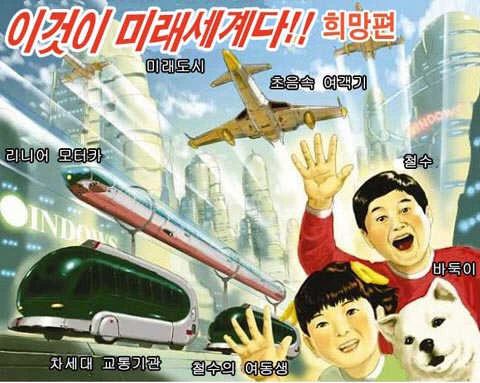 이것이 미래세계다!! 희망편
미래도시
초음속 여객기
리니어 모터카
철수
INDOWS
INDOWS
바둑이
차세대 교통기관
철수의 여동생